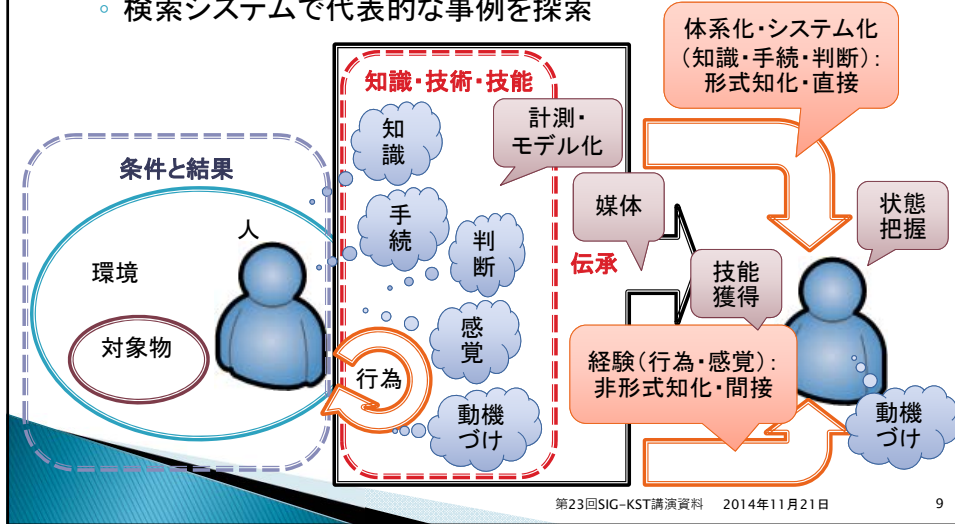 ◦ 検索システムで代表的な事例を探索
体系化・システム化
（知識・手続・判断）：
形式知化・直接
知識・技術・技能
知
識
計測・
モデル化
条件と結果
手
続
人
判
断
媒体
状態
把握
伝承
環境
技能
獲得
対象物
感
覚
行為
経験（行為・感覚）：
非形式知化・間接
動機
づけ
動機
づけ
第23回SIG-KST講演資料 2014年11月21日 9